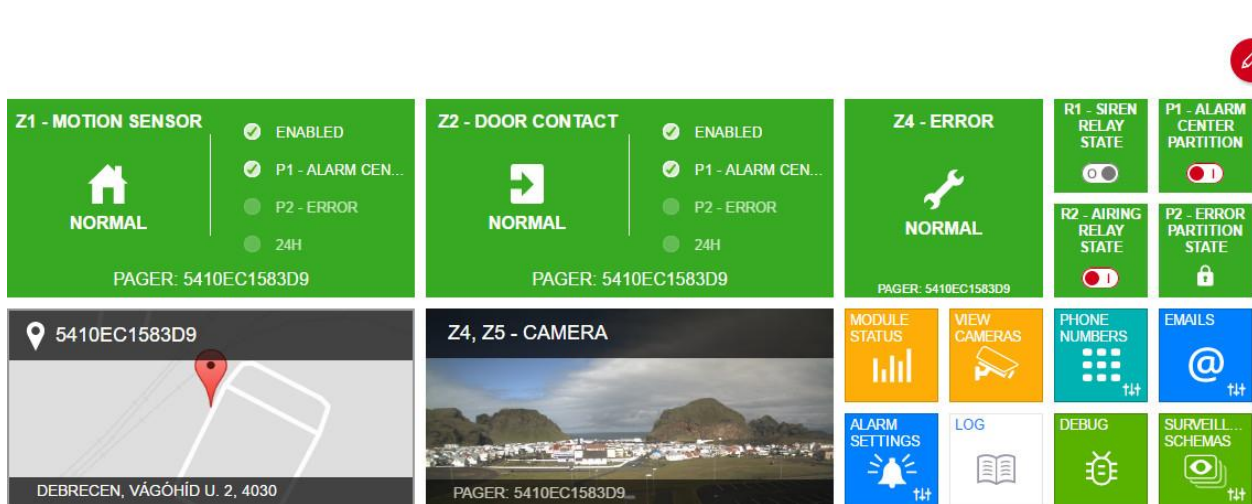 Z1 - MOTION SENSOR
ENABLED
P1 - ALARM CEN...
P2 - ERROR
24H
NORMAL
PAGER: 5410EC1583D9
Z2 - DOOR CONTACT
ENABLED
P1 - ALARM CEN...
P2 - ERROR
24H
NORMAL
PAGER: 5410EC1583D9
Z4 - ERROR
NORMAL
PAGER: 5410EC1583D9
R1 - SIREN
RELAY
STATE
O
P1 - ALARM
CENTER
PARTITION
I
R2 - AIRING
RELAY
STATE
I
P2 - ERROR
PARTITION
STATE
5410EC1583D9
DEBRECEN, VÁGÓHÍD U. 2, 4030
Z4, Z5 - CAMERA
PAGER: 5410EC1583D9
MODULE
STATUS
VIEW
CAMERAS
PHONE
NUMBERS
EMAILS
@
ALARM
SETTINGS
LOG
DEBUG
SURVEILL...
SCHEMAS